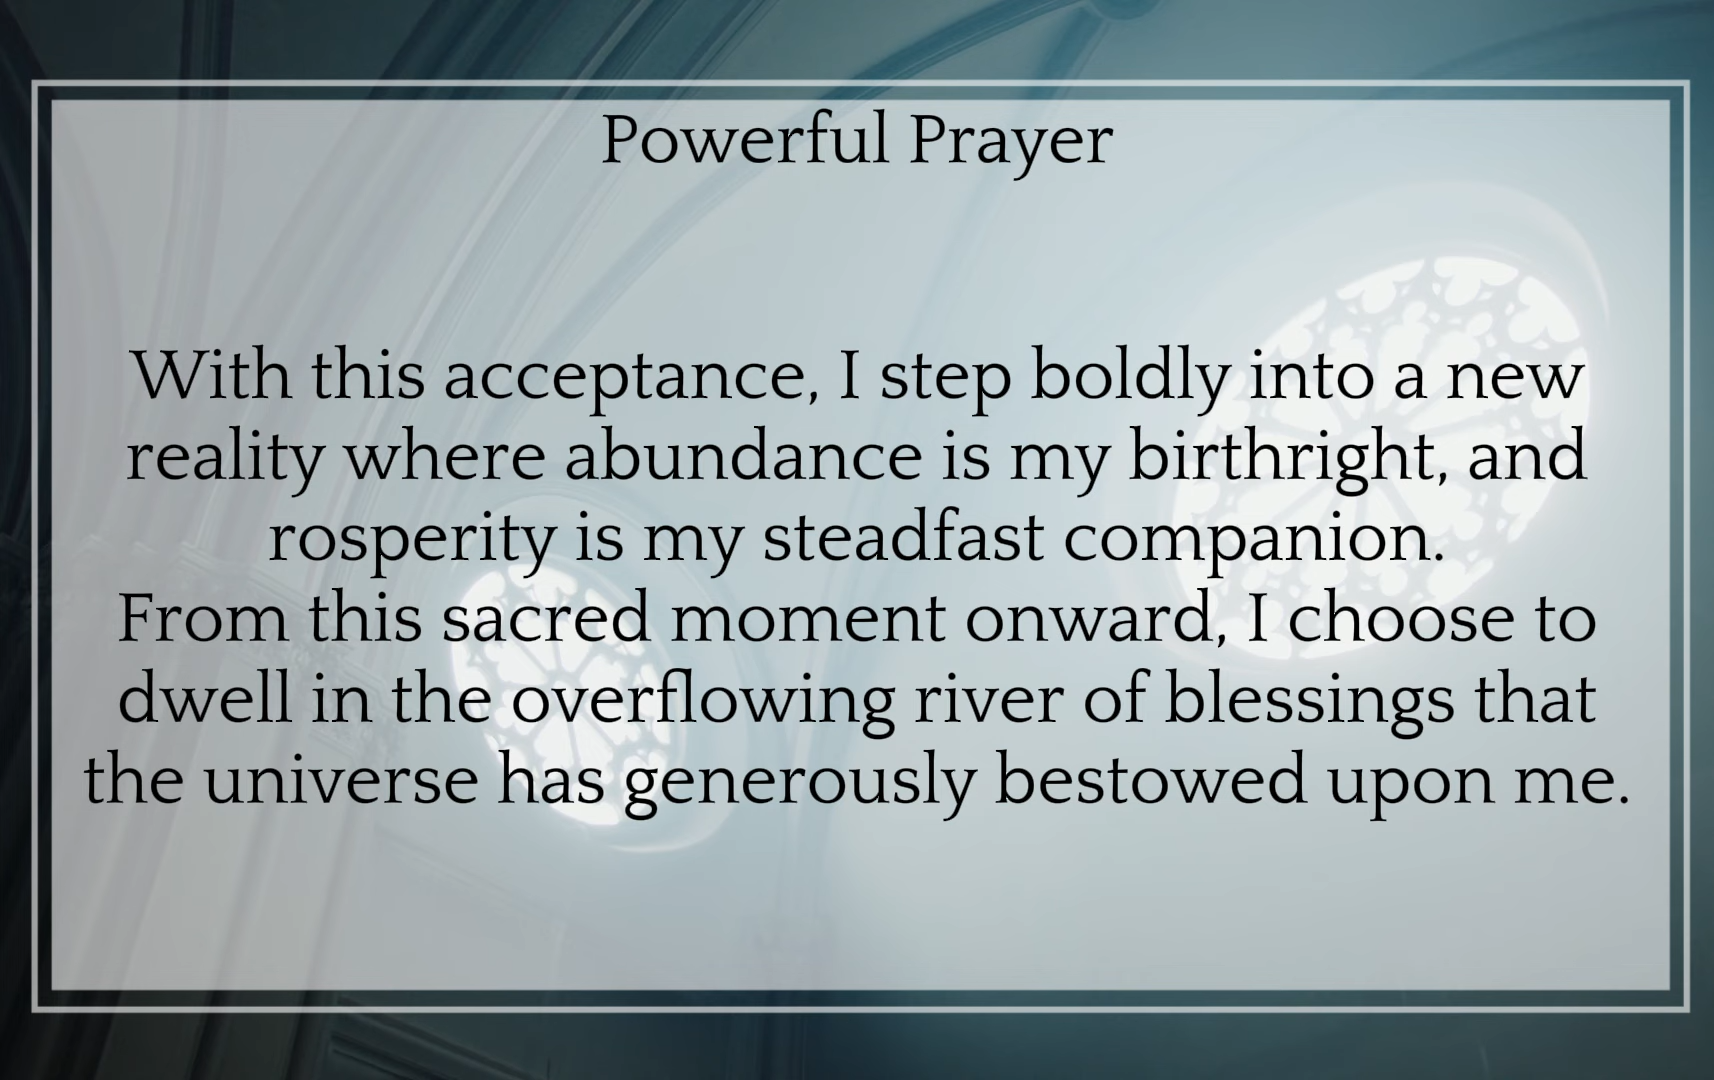 Powerful Prayer
With this acceptance, I step boldly into a new
reality where abundance is my birthright, and
rosperity is my steadfast companion.
From this sacred moment onward, I choose to
dwell in the overflowing river of blessings that
the universe has generously bestowed upon me.